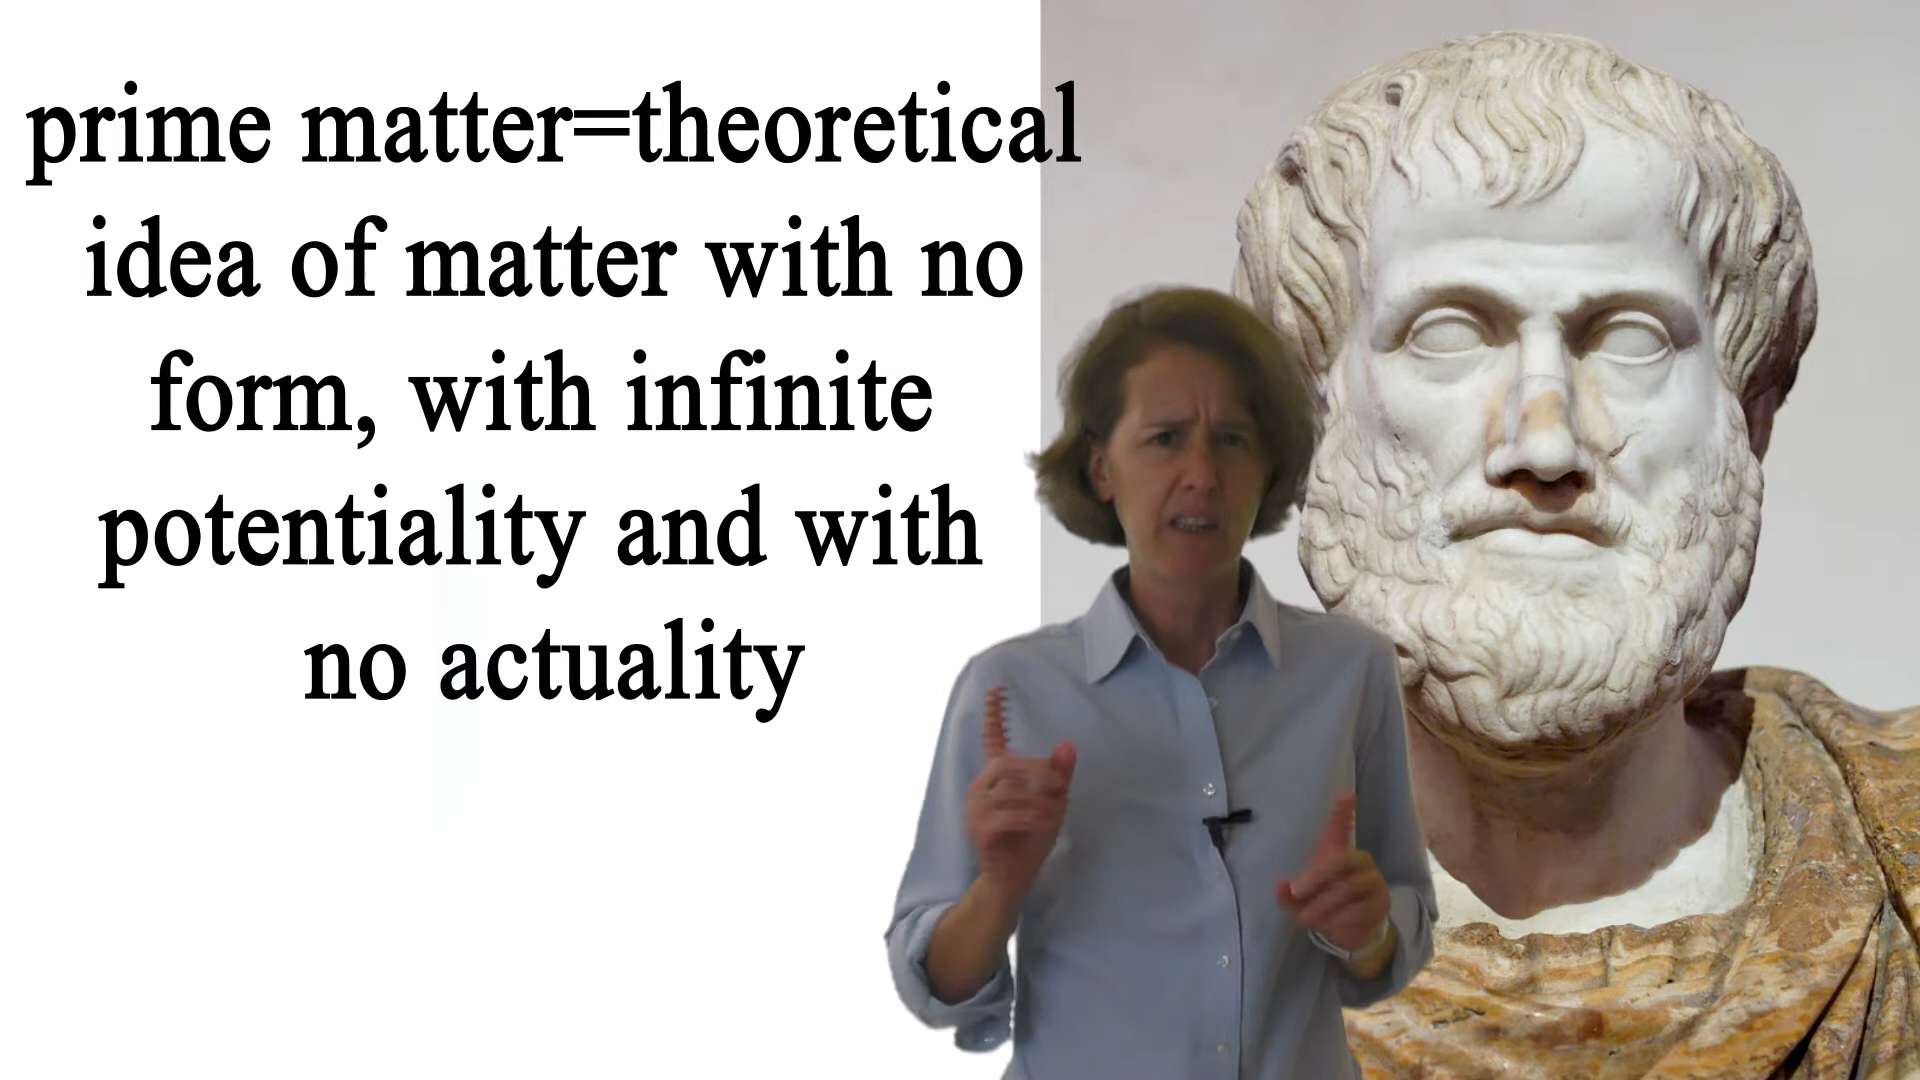 prime matter=theoretical
idea of matter with no
form, with infinite
potentiality and with
no actuality